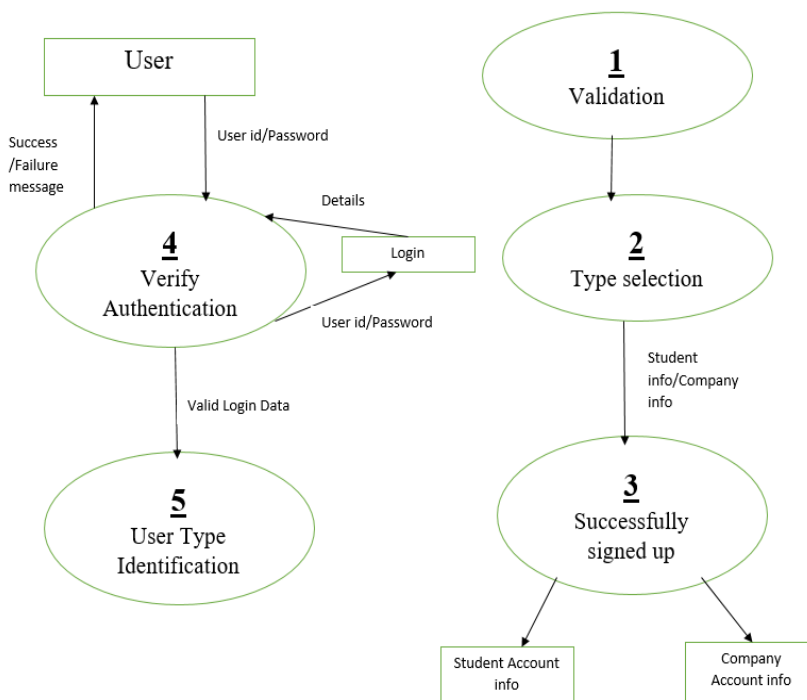 User
Success
/Failure
message
User id/Password
4
Verify
Authentication
Details
Login
User id/Password
Valid Login Data
5
User Type
Identification
1
Validation
2
Type selection
Student
info/Company
info
3
Successfully
signed up
Student Account
info
Company
Account info